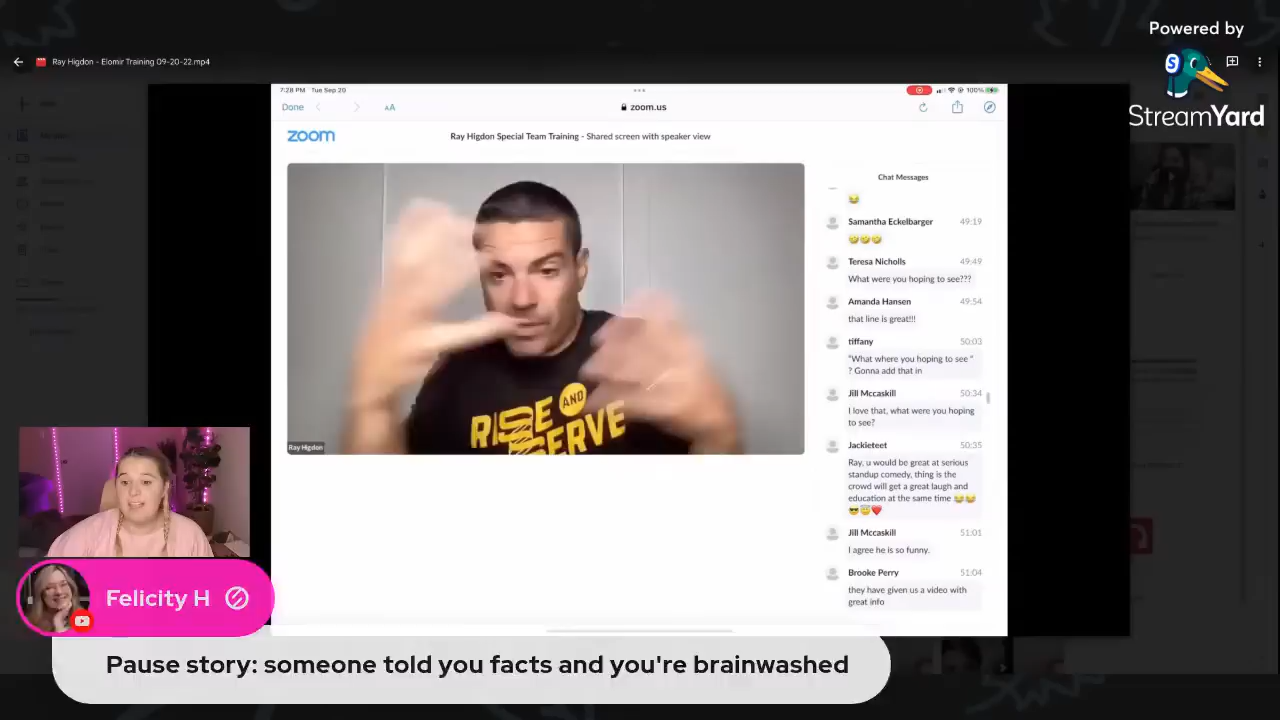 Powered by
StreamYard
Ray Higdon - Elomir Training 09-20-22.mp4
7:28 PM Tue Sep 20
100%
Done
AA
zoom.us
zoom
Ray Higdon Special Team Training - Shared screen with speaker view
Chat Messages
Samantha Eckelbarger 49:19
🤣🤣🤣
Teresa Nicholls 49:49
What were you hoping to see???
Amanda Hansen 49:54
that line is great!!!
tiffany 50:03
"What where you hoping to see "
? Gonna add that in
Jill Mccaskill 50:34
I love that, what were you hoping
to see?
Jackieteet 50:35
Ray, u would be great at serious
standup comedy, thing is the
crowd will get a great laugh and
education at the same time 😂😂
😎😇❤️
Jill Mccaskill 51:01
I agree he is so funny.
Brooke Perry 51:04
they have given us a video with
great info
RISE AND
SERVE
Ray Higdon
Felicity H
Pause story: someone told you facts and you're brainwashed